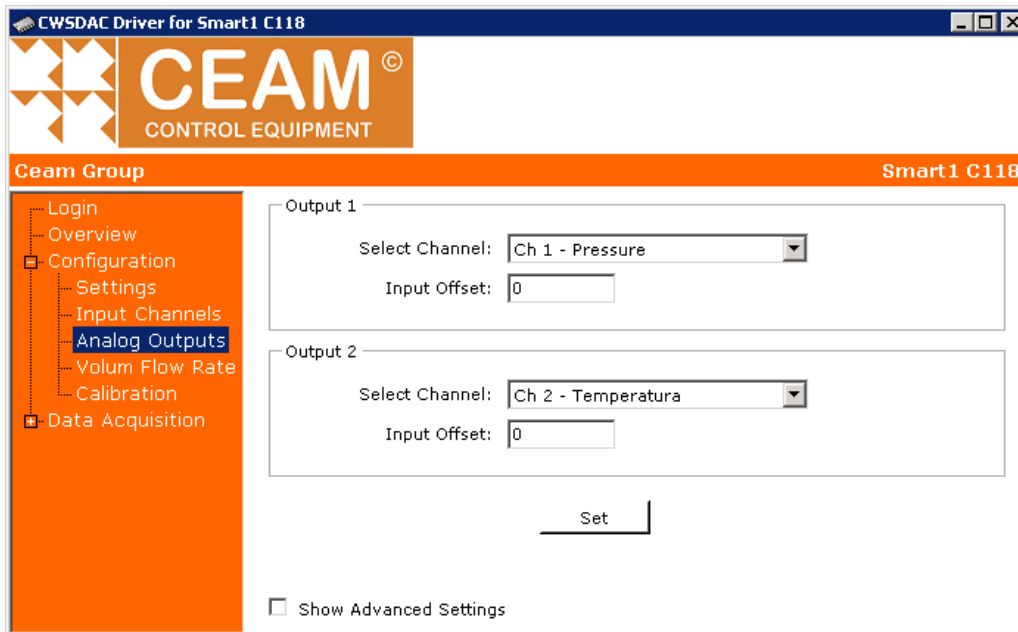 CWSDAC Driver for Smart1 C118
CEAM ©
CONTROL EQUIPMENT
Ceam Group
Smart1 C118
Login
Overview
Configuration
Settings
Input Channels
Analog Outputs
Volum Flow Rate
Calibration
Data Acquisition
Output 1
Select Channel: Ch 1 - Pressure
Input Offset: 0
Output 2
Select Channel: Ch 2 - Temperatura
Input Offset: 0
Set
Show Advanced Settings